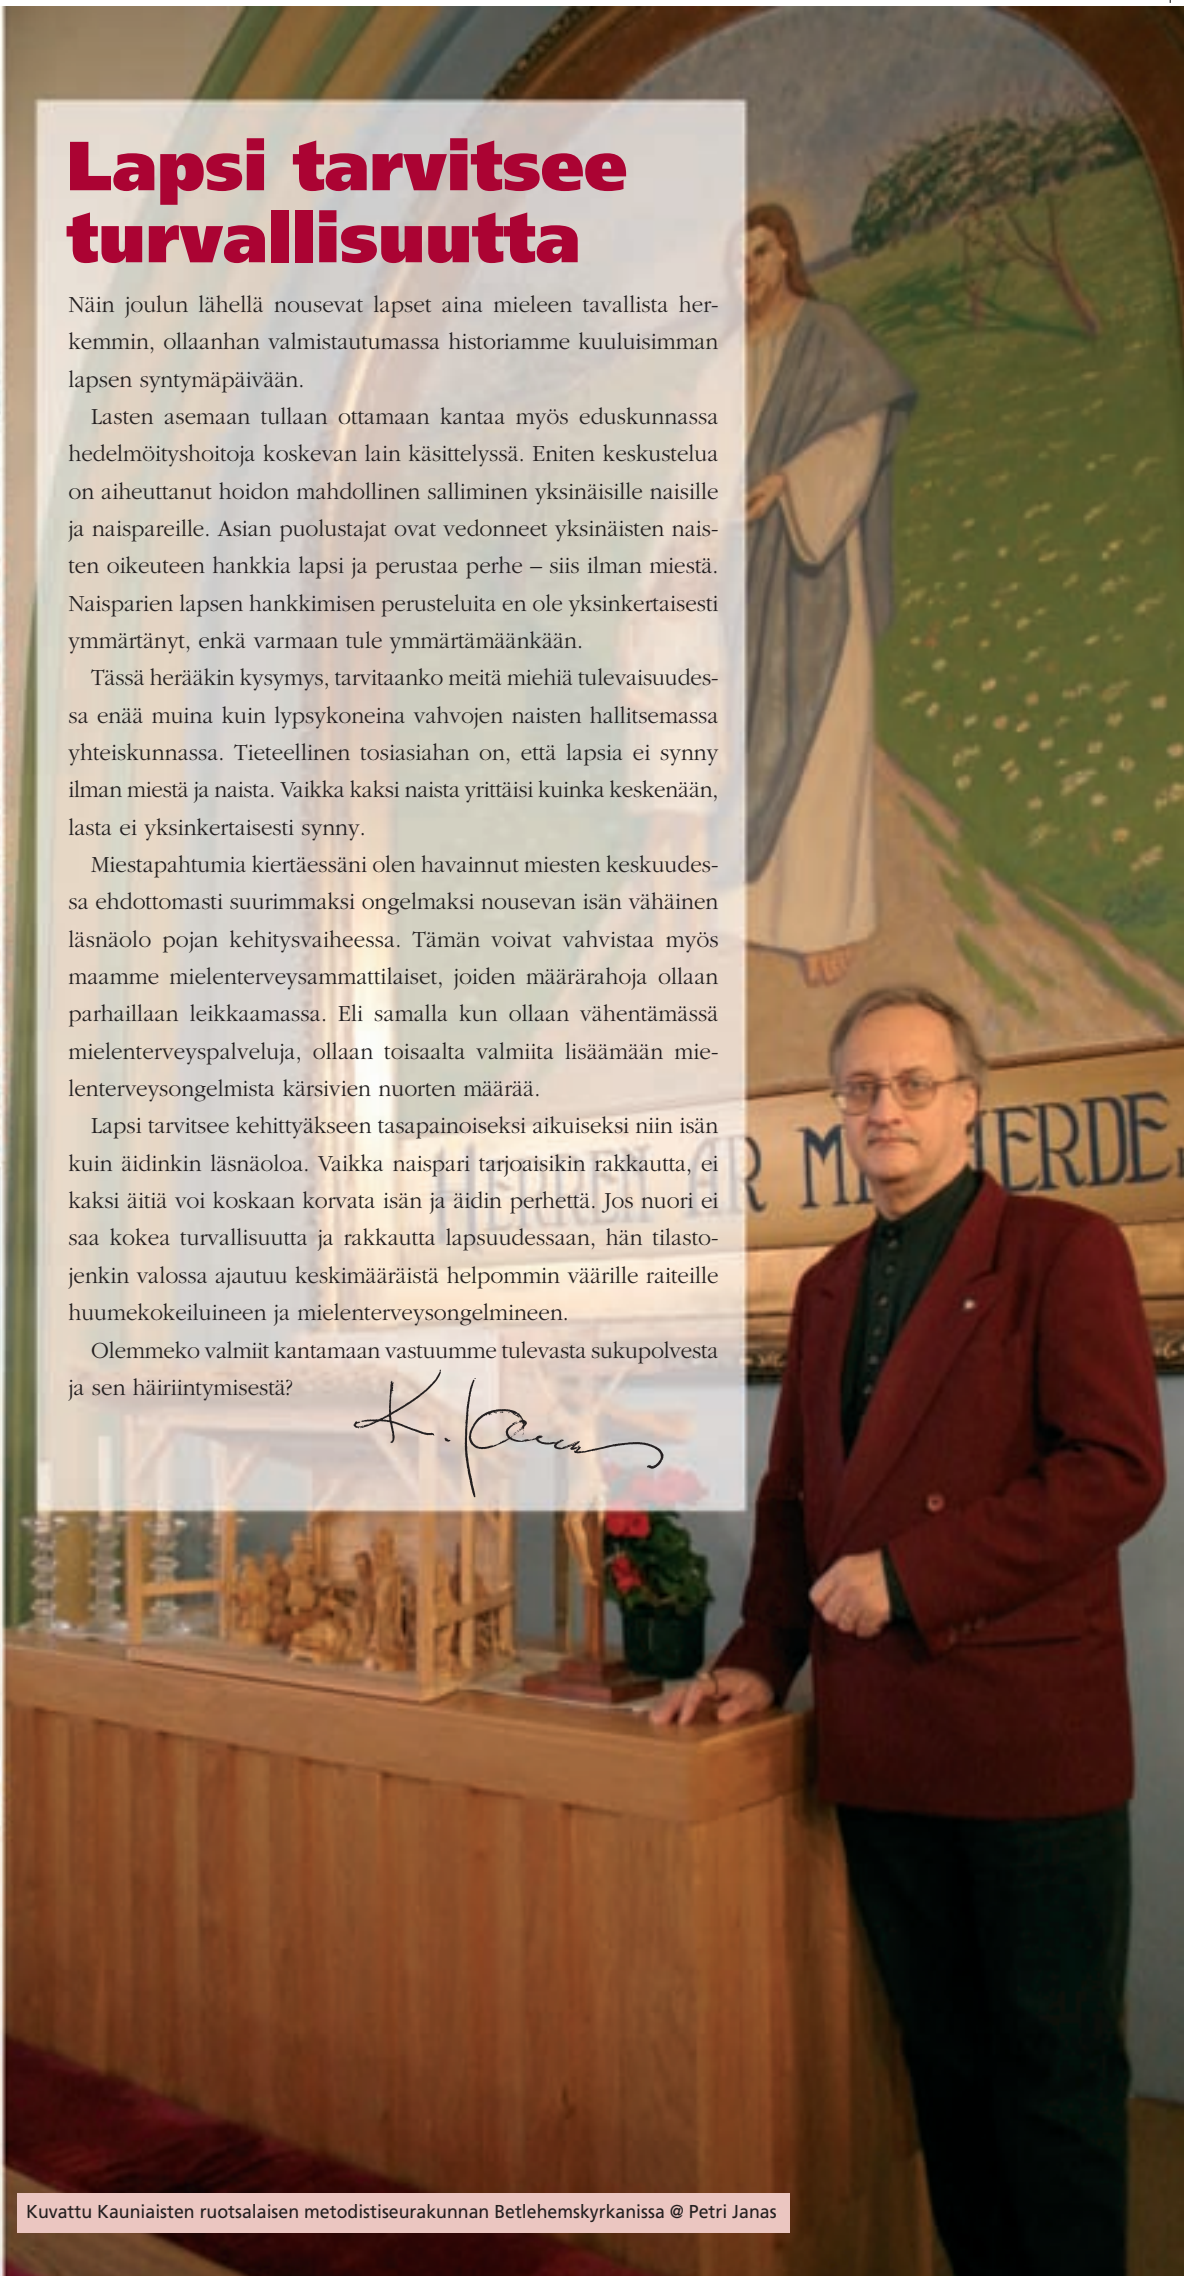 Lapsi tarvitsee
turvallisuutta
Näin joulun lähellä nousevat lapset aina mieleen tavallista her-
kemmin, ollaanhan valmistautumassa historiamme kuuluisimman
lapsen syntymäpäivään.
Lasten asemaan tullaan ottamaan kantaa myös eduskunnassa
hedelmöityshoitoja koskevan lain käsittelyssä. Eniten keskustelua
on aiheuttanut hoidon mahdollinen salliminen yksinäisille naisille
ja naispareille. Asian puolustajat ovat vedonneet yksinäisten nais-
ten oikeuteen hankkia lapsi ja perustaa perhe – siis ilman miestä.
Naisparien lapsen hankkimisen perusteluita en ole yksinkertaisesti
ymmärtänyt, enkä varmaan tule ymmärtämäänkään.
Tässä herääkin kysymys, tarvitaanko meitä miehiä tulevaisuudes-
sa enää muina kuin lypsykoneina vahvojen naisten hallitsemassa
yhteiskunnassa. Tieteellinen tosiasiahan on, että lapsia ei synny
ilman miestä ja naista. Vaikka kaksi naista yrittäisi kuinka keskenään,
lasta ei yksinkertaisesti synny.
Miestapahtumia kiertäessäni olen havainnut miesten keskuudes-
sa ehdottomasti suurimmaksi ongelmaksi nousevan isän vähäinen
läsnäolo pojan kehitysvaiheessa. Tämän voivat vahvistaa myös
maamme mielenterveysammattilaiset, joiden määrärahoja ollaan
parhaillaan leikkaamassa. Eli samalla kun ollaan vähentämässä
mielenterveyspalveluja, ollaan toisaalta valmiita lisäämään mie-
lenterveysongelmista kärsivien nuorten määrää.
Lapsi tarvitsee kehittyäkseen tasapainoiseksi aikuiseksi niin isän
kuin äidinkin läsnäoloa. Vaikka naispari tarjoaisikin rakkautta, ei
kaksi äitiä voi koskaan korvata isän ja äidin perhettä. Jos nuori ei
saa kokea turvallisuutta ja rakkautta lapsuudessaan, hän tilasto-
jenkin valossa ajautuu keskimääräistä helpommin väärille raiteille
huumekokeiluineen ja mielenterveysongelmineen.
Olemmeko valmiit kantamaan vastuumme tulevasta sukupolvesta
ja sen häiriintymisestä?
K. Janas
HERREN ÄR MI HERDE
Kuvattu Kauniaisten ruotsalaisen metodistiseurakunnan Betlehemskyrkanissa @ Petri Janas